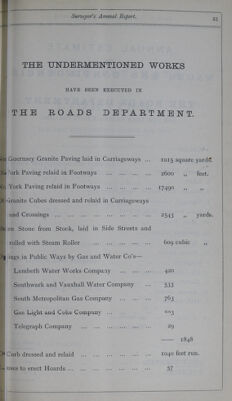 Surveyor's Annual Report. 21
THE UNDERMENTIONED WORKS
HAVE BEEN EXECUTED IN
THE ROADS DEPARTMENT.
Guernsey Granite Paving laid in Carriageways ... 1015 square yards.
York Paving relaid in Footways ... 2600 „ feet.
York Paving relaid in Footways ... 17490 „ „
Granite Cubes dressed and relaid in Carriageways
and Crossings ... 2543 „ yards.
Stone from Stock, laid in Side Streets and
rolled with Steam Roller ... 609 cubic „
in Public Ways by Gas and Water Co's—
Lambeth Water Works Company ... 420
Southwark and Vauxhall Water Company ... 533
South Metropolitan Gas Company ... 763
Gas Light and Coke Company ... 103
Telegraph Company ... 29
— 1848
Curb dressed and relaid ... 1040 feet run.
to erect Hoards ... 57